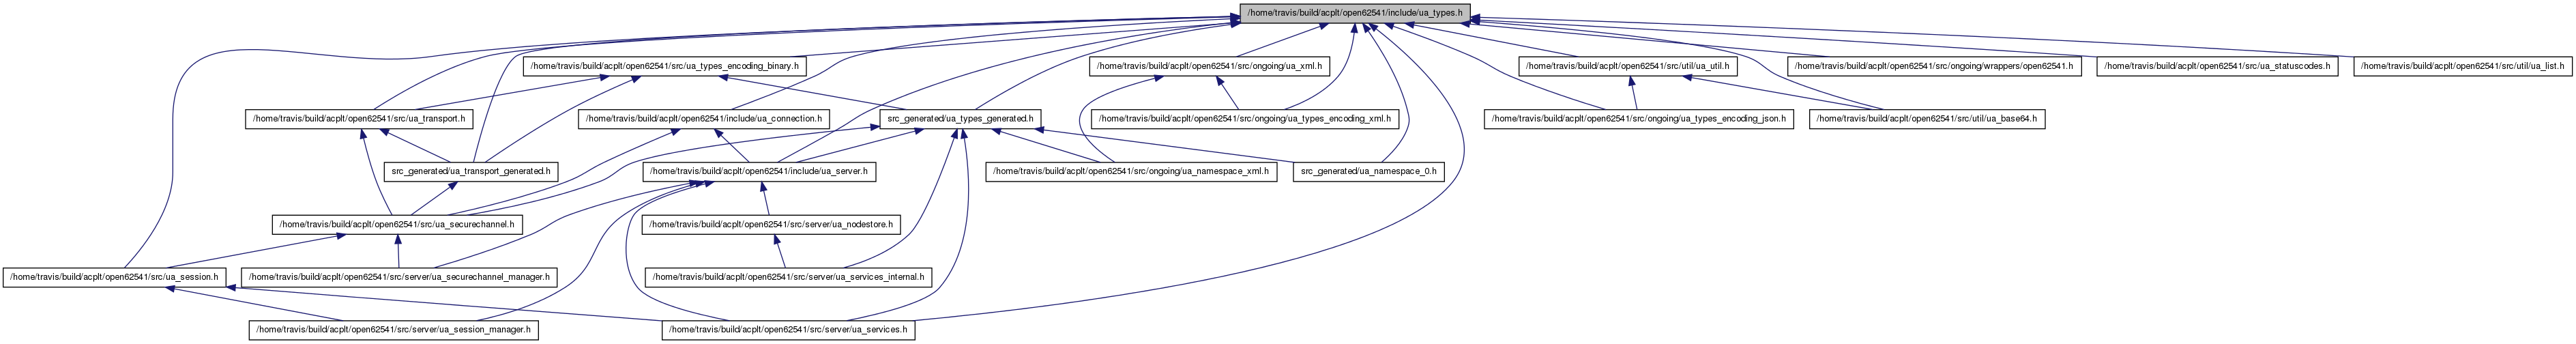 /home/travis/build/acplt/open62541/include/ua_types.h
/home/travis/build/acplt/open62541/src/ua_types_encoding_binary.h
/home/travis/build/acplt/open62541/src/ongoing/ua_xml.h
/home/travis/build/acplt/open62541/src/util/ua_util.h
/home/travis/build/acplt/open62541/src/ongoing/wrappers/open62541.h
/home/travis/build/acplt/open62541/src/ua_statuscodes.h
/home/travis/build/acplt/open62541/src/util/ua_list.h
/home/travis/build/acplt/open62541/src/ua_transport.h
/home/travis/build/acplt/open62541/include/ua_connection.h
src_generated/ua_types_generated.h
/home/travis/build/acplt/open62541/src/ongoing/ua_types_encoding_xml.h
/home/travis/build/acplt/open62541/src/ongoing/ua_types_encoding_json.h
/home/travis/build/acplt/open62541/src/util/ua_base64.h
src_generated/ua_transport_generated.h
/home/travis/build/acplt/open62541/include/ua_server.h
/home/travis/build/acplt/open62541/src/ongoing/ua_namespace_xml.h
src_generated/ua_namespace_0.h
/home/travis/build/acplt/open62541/src/ua_securechannel.h
/home/travis/build/acplt/open62541/src/server/ua_nodestore.h
/home/travis/build/acplt/open62541/src/ua_session.h
/home/travis/build/acplt/open62541/src/server/ua_securechannel_manager.h
/home/travis/build/acplt/open62541/src/server/ua_services_internal.h
/home/travis/build/acplt/open62541/src/server/ua_session_manager.h
/home/travis/build/acplt/open62541/src/server/ua_services.h